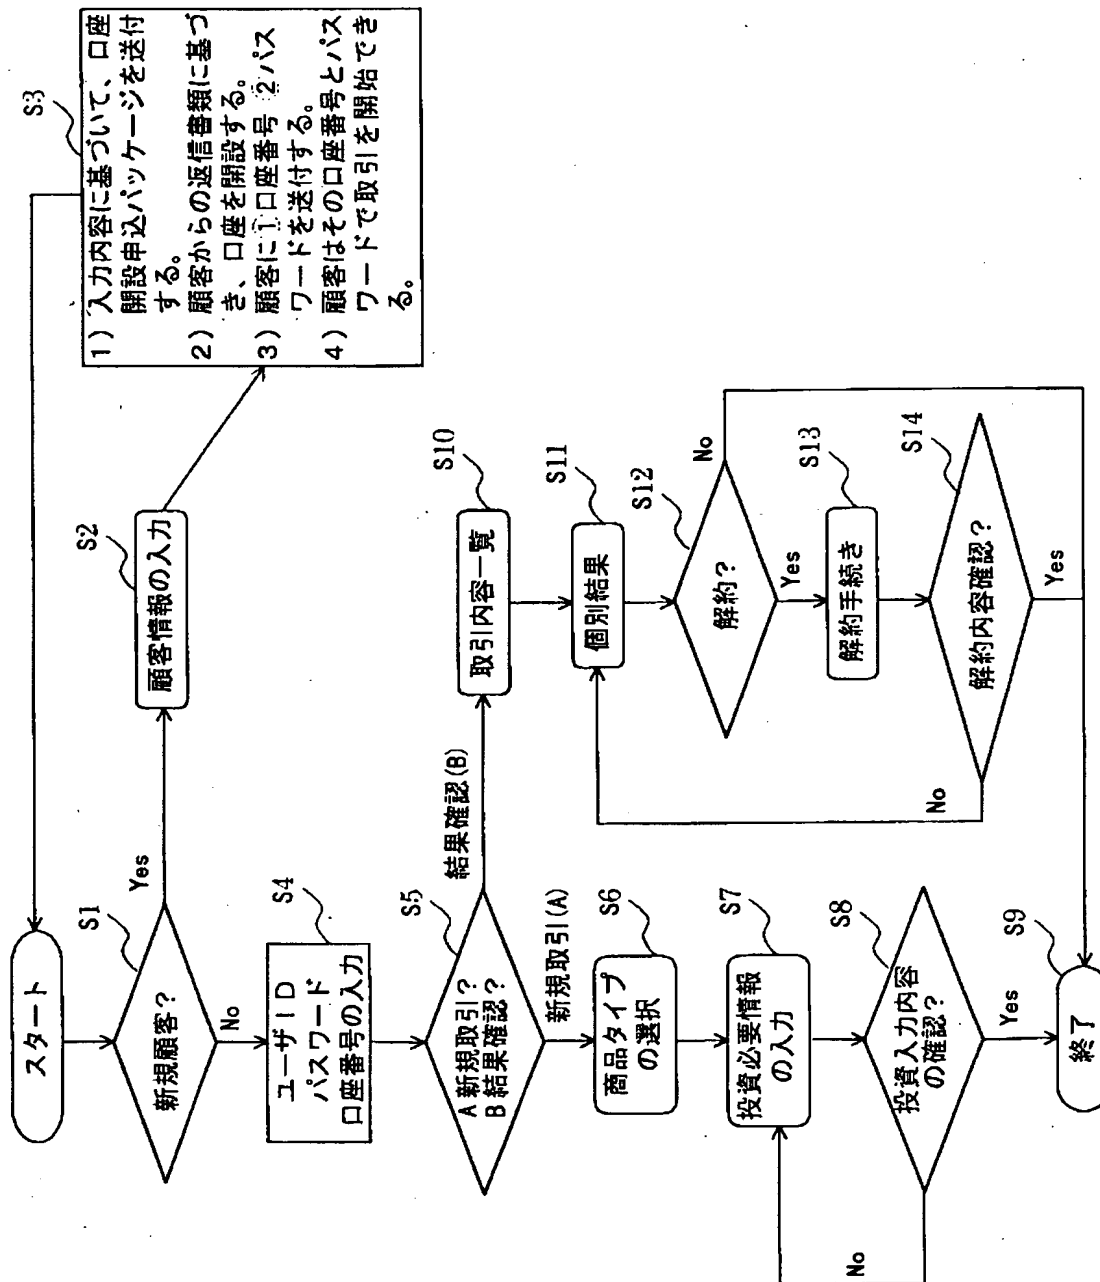 スタート
S1
新規顧客？
Yes
No
S2
顧客情報の入力
S3
1）入力内容に基づいて、口座
開設申込パッケージを送付
する。
2）顧客からの返信書類に基づ
き、口座を開設する。
3）顧客に①口座番号 ②パス
ワードを送付する。
4）顧客はその口座番号とパス
ワードで取引を開始でき
る。
S4
ユーザID
パスワード
口座番号の入力
S5
A 新規取引？
B 結果確認？
結果確認(B)
新規取引(A)
S6
商品タイプ
の選択
S7
投資必要情報
の入力
S8
投資入力内容
の確認？
No
Yes
S9
終了
S10
取引内容一覧
S11
個別結果
S12
解約？
No
Yes
S13
解約手続き
S14
解約内容確認？
No
Yes